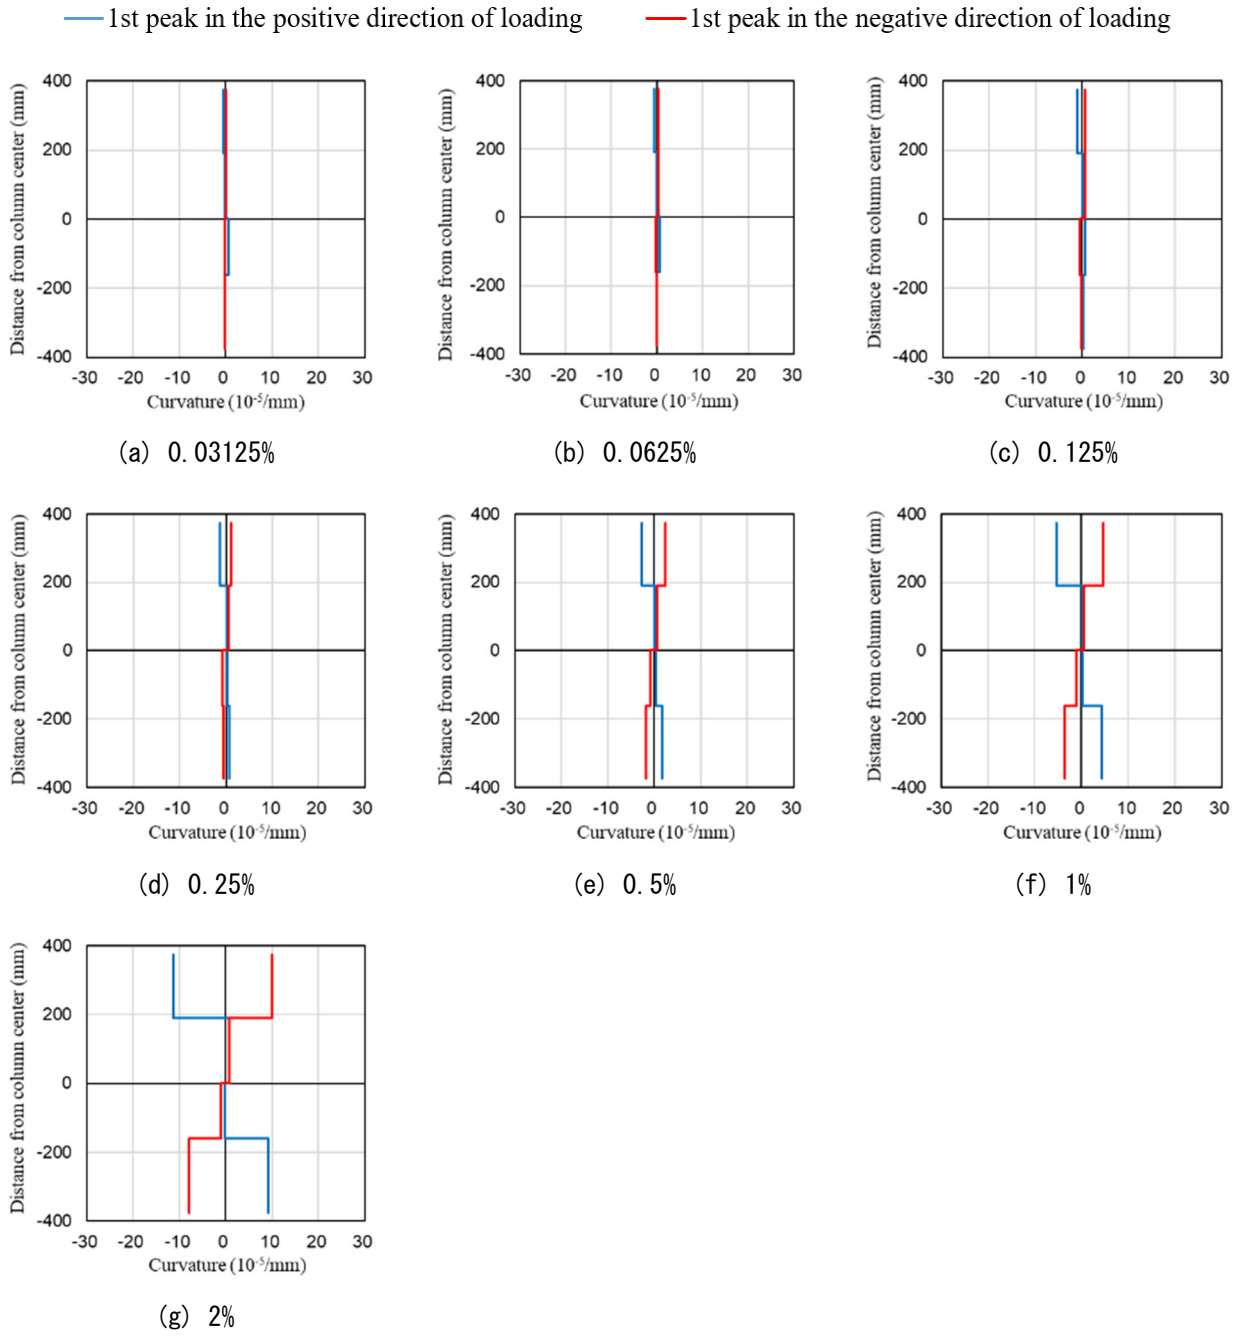 1st peak in the positive direction of loading 1st peak in the negative direction of loading
Distance from column center (mm)
400
200
0
-200
-400
-30 -20 -10 0 10 20 30
Curvature (10⁻⁵/mm)
(a) 0.03125%
Distance from column center (mm)
400
200
0
-200
-400
-30 -20 -10 0 10 20 30
Curvature (10⁻⁵/mm)
(b) 0.0625%
Distance from column center (mm)
400
200
0
-200
-400
-30 -20 -10 0 10 20 30
Curvature (10⁻⁵/mm)
(c) 0.125%
Distance from column center (mm)
400
200
0
-200
-400
-30 -20 -10 0 10 20 30
Curvature (10⁻⁵/mm)
(d) 0.25%
Distance from column center (mm)
400
200
0
-200
-400
-30 -20 -10 0 10 20 30
Curvature (10⁻⁵/mm)
(e) 0.5%
Distance from column center (mm)
400
200
0
-200
-400
-30 -20 -10 0 10 20 30
Curvature (10⁻⁵/mm)
(f) 1%
Distance from column center (mm)
400
200
0
-200
-400
-30 -20 -10 0 10 20 30
Curvature (10⁻⁵/mm)
(g) 2%